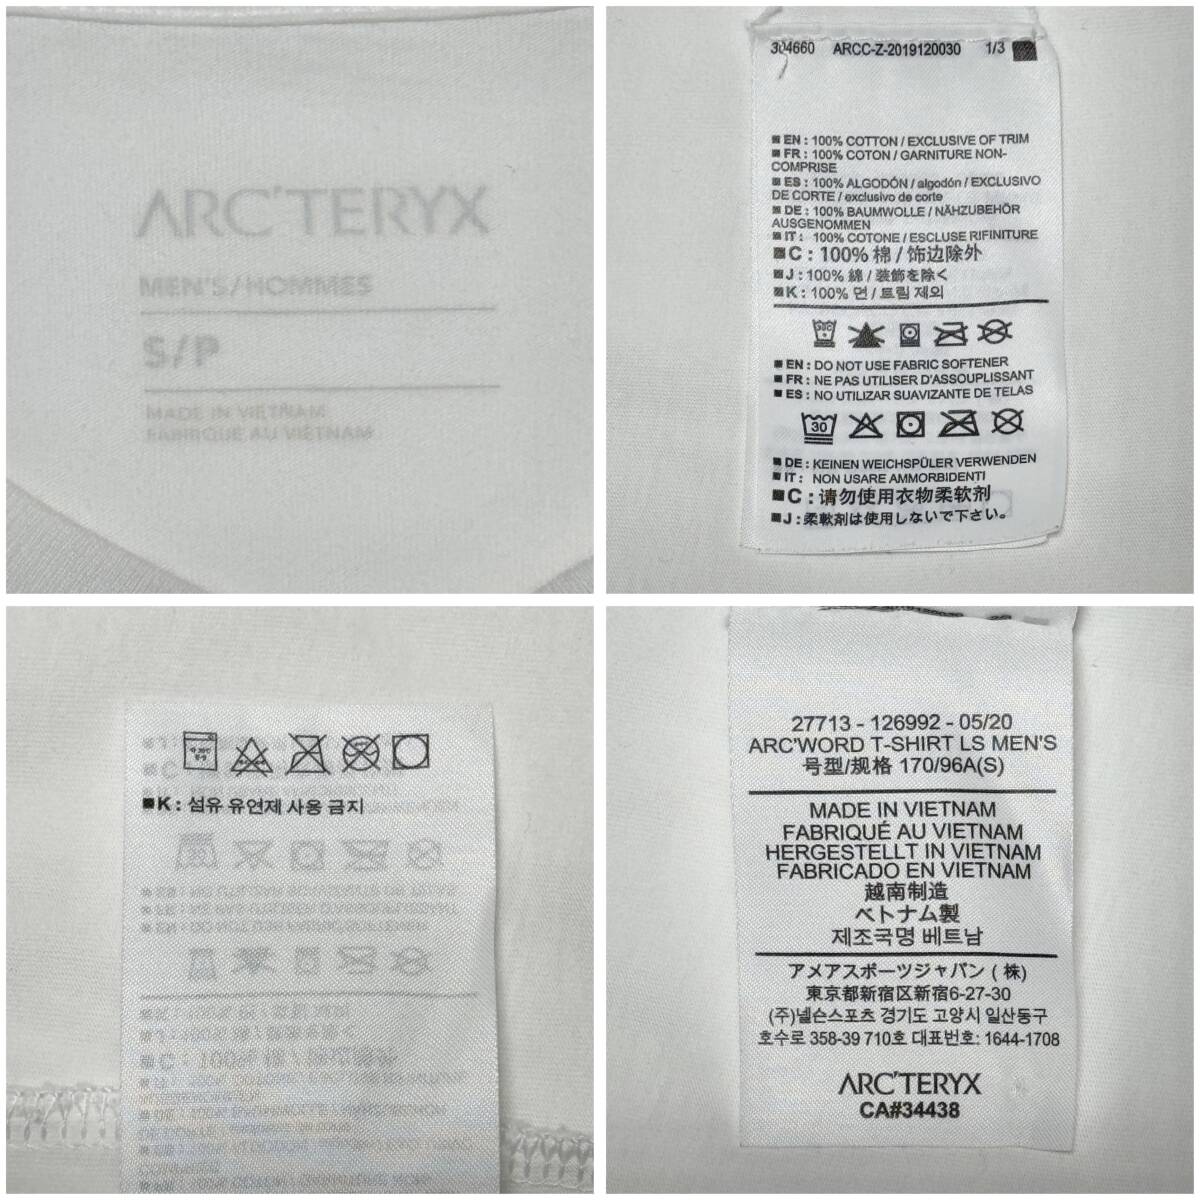 ARC'TERYX
MEN'S/HOMMES
S/P
MADE IN VIETNAM
FABRIQUÉ AU VIETNAM
304660 ARCC-Z-2019120030 1/3
EN : 100% COTTON / EXCLUSIVE OF TRIM
FR : 100% COTON / GARNITURE NON-
COMPRISE
ES : 100% ALGODÓN / algodón / EXCLUSIVO
DE CORTE / exclusivo de corte
DE : 100% BAUMWOLLE / NÄHZUBEHÖR
AUSGENOMMEN
IT : 100% COTONE / ESCLUSE RIFINITURE
C : 100% 棉 / 饰边除外
J : 100% 綿 / 装飾を除く
K : 100% 면 / 트림 제외
30°C
EN : DO NOT USE FABRIC SOFTENER
FR : NE PAS UTILISER D'ASSOUPLISSANT
ES : NO UTILIZAR SUAVIZANTE DE TELAS
30
DE : KEINEN WEICHSPÜLER VERWENDEN
IT : NON USARE AMMORBIDENTI
C : 请勿使用衣物柔软剂
J : 柔軟剤は使用しないで下さい。
K : 섬유 유연제 사용 금지
27713 - 126992 - 05/20
ARC'WORD T-SHIRT LS MEN'S
号型/规格 170/96A(S)
MADE IN VIETNAM
FABRIQUÉ AU VIETNAM
HERGESTELLT IN VIETNAM
FABRICADO EN VIETNAM
越南制造
ベトナム製
제조국명 베트남
アメアスポーツジャパン ( 株)
東京都新宿区新宿6-27-30
(주)넬슨스포츠 경기도 고양시 일산동구
호수로 358-39 710호 대표번호: 1644-1708
ARC'TERYX
CA#34438